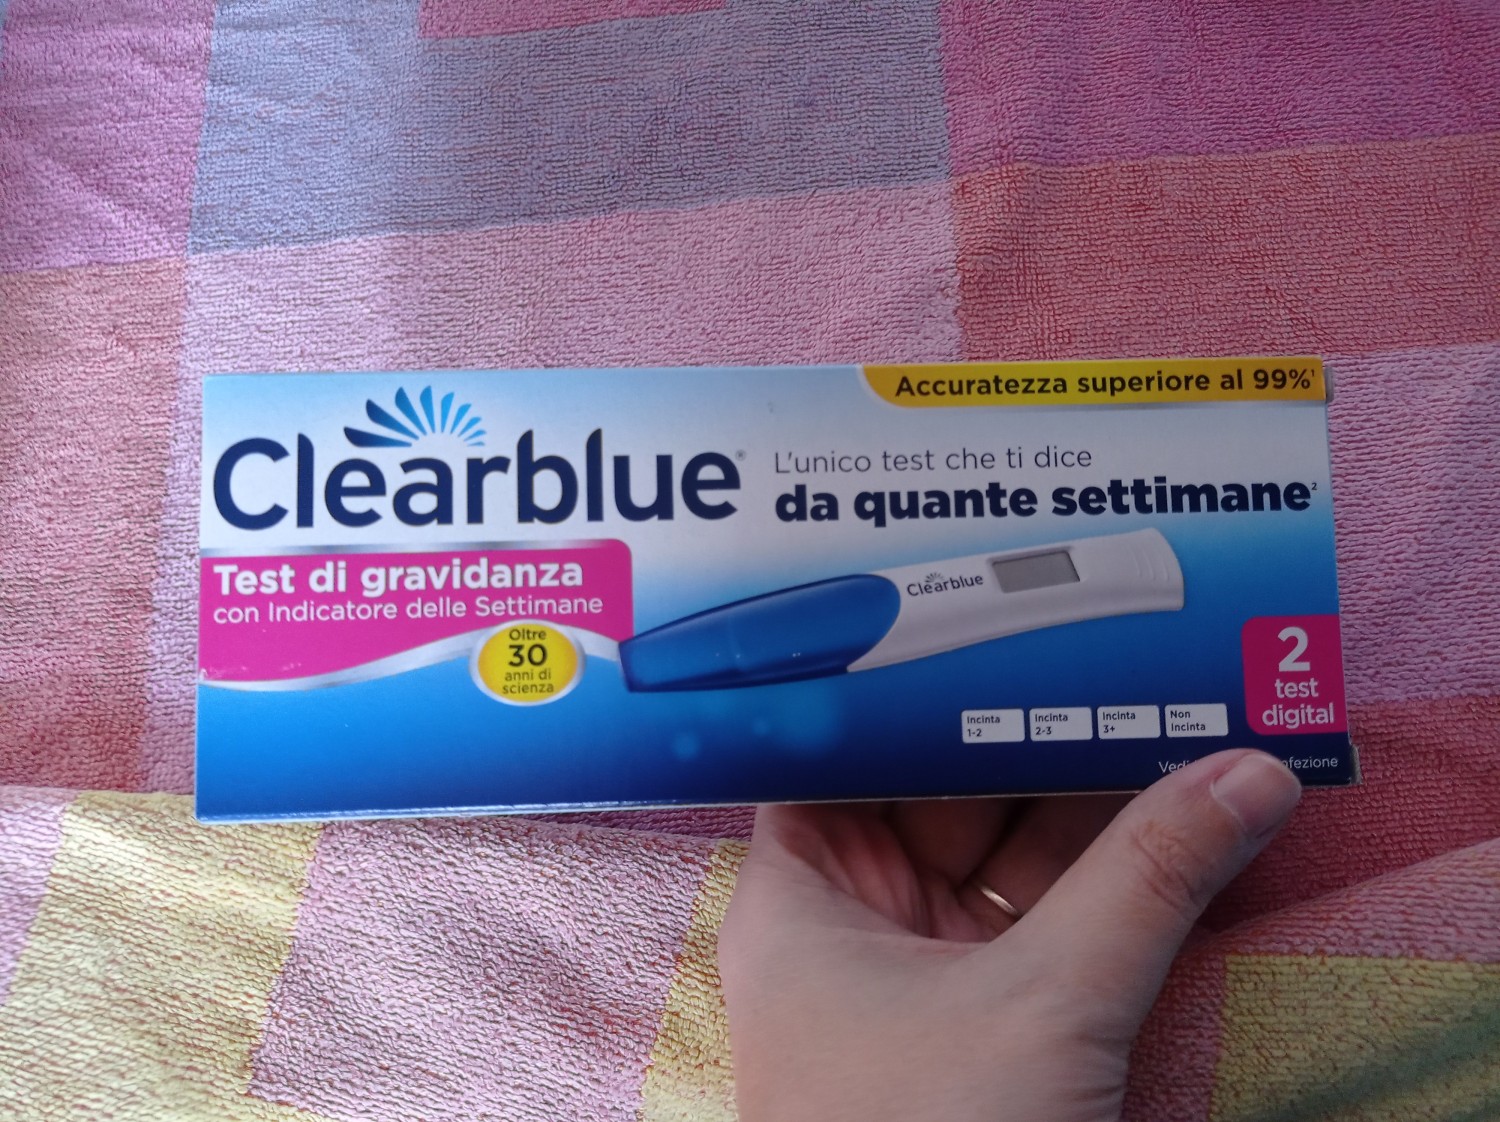 Accuratezza superiore al 99%¹
Clearblue®
L'unico test che ti dice
da quante settimane²
Test di gravidanza
con Indicatore delle Settimane
Oltre
30
anni di
scienza
Clearblue
2
test
digital
Incinta
1-2
Incinta
2-3
Incinta
3+
Non
Incinta